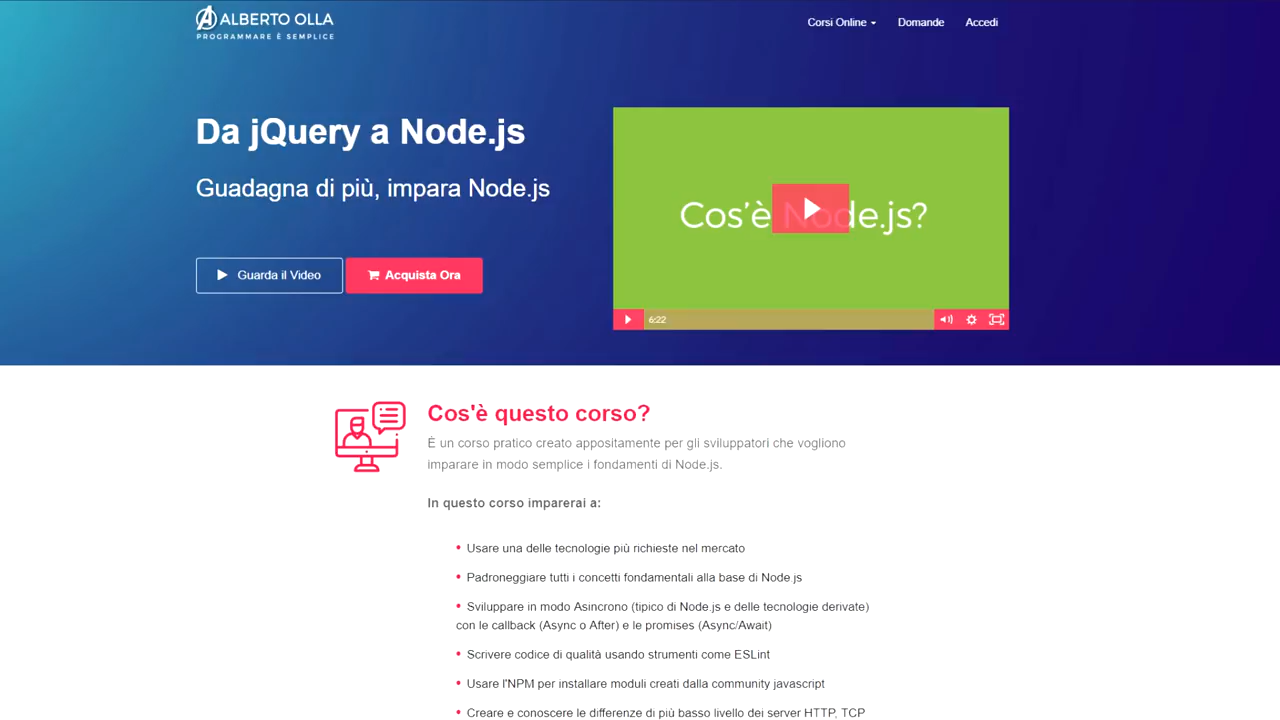 ALBERTO OLLA
PROGRAMMARE È SEMPLICE
Corsi Online
Domande
Accedi
Da jQuery a Node.js
Guadagna di più, impara Node.js
Guarda il Video
Acquista Ora
Cos'è Node.js?
6:22
Cos'è questo corso?
È un corso pratico creato appositamente per gli sviluppatori che vogliono
imparare in modo semplice i fondamenti di Node.js.
In questo corso imparerai a:
• Usare una delle tecnologie più richieste nel mercato
• Padroneggiare tutti i concetti fondamentali alla base di Node.js
• Sviluppare in modo Asincrono (tipico di Node.js e delle tecnologie derivate)
con le callback (Async o After) e le promises (Async/Await)
• Scrivere codice di qualità usando strumenti come ESLint
• Usare l'NPM per installare moduli creati dalla community javascript
• Creare e conoscere le differenze di più basso livello dei server HTTP, TCP